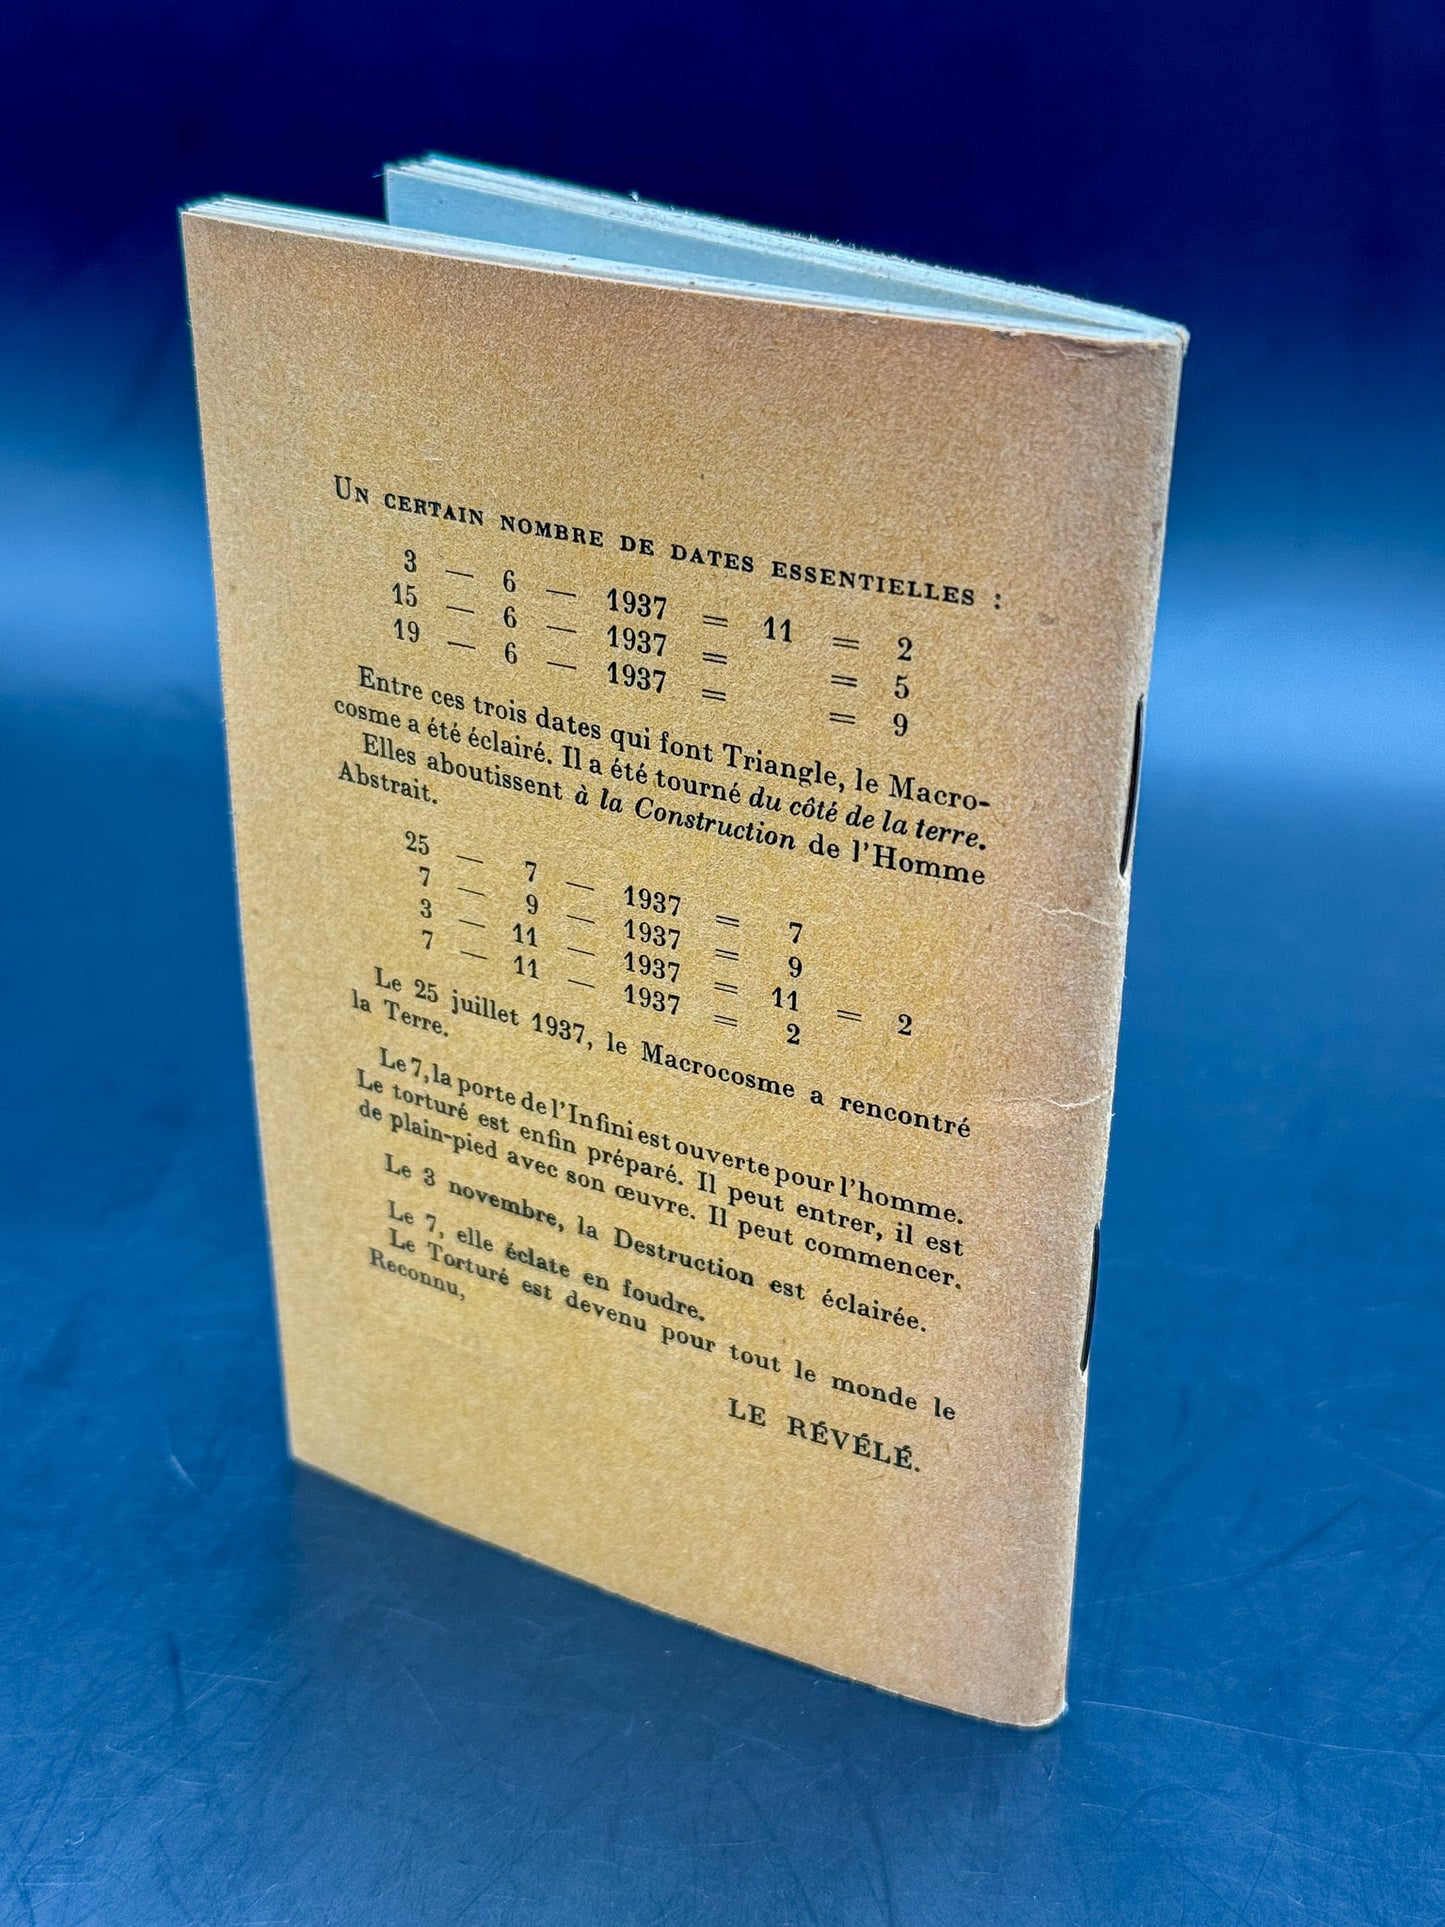 Un certain nombre de dates essentielles :
3 — 6 — 1937 = 11 = 2
15 — 6 — 1937 = = 5
19 — 6 — 1937 = = 9
Entre ces trois dates qui font Triangle, le Macro-
cosme a été éclairé. Il a été tourné du côté de la terre.
Elles aboutissent à la Construction de l'Homme
Abstrait.
25 — 7 — 1937 = 7
7 — 9 — 1937 = 9
3 — 11 — 1937 = 11 = 2
7 — 11 — 1937 = 2
Le 25 juillet 1937, le Macrocosme a rencontré
la Terre.
Le 7, la porte de l'Infini est ouverte pour l'homme.
Le torturé est enfin préparé. Il peut entrer, il est
de plain-pied avec son œuvre. Il peut commencer.
Le 3 novembre, la Destruction est éclairée.
Le 7, elle éclate en foudre.
Le Torturé est devenu pour tout le monde le
Reconnu,
LE RÉVÉLÉ.